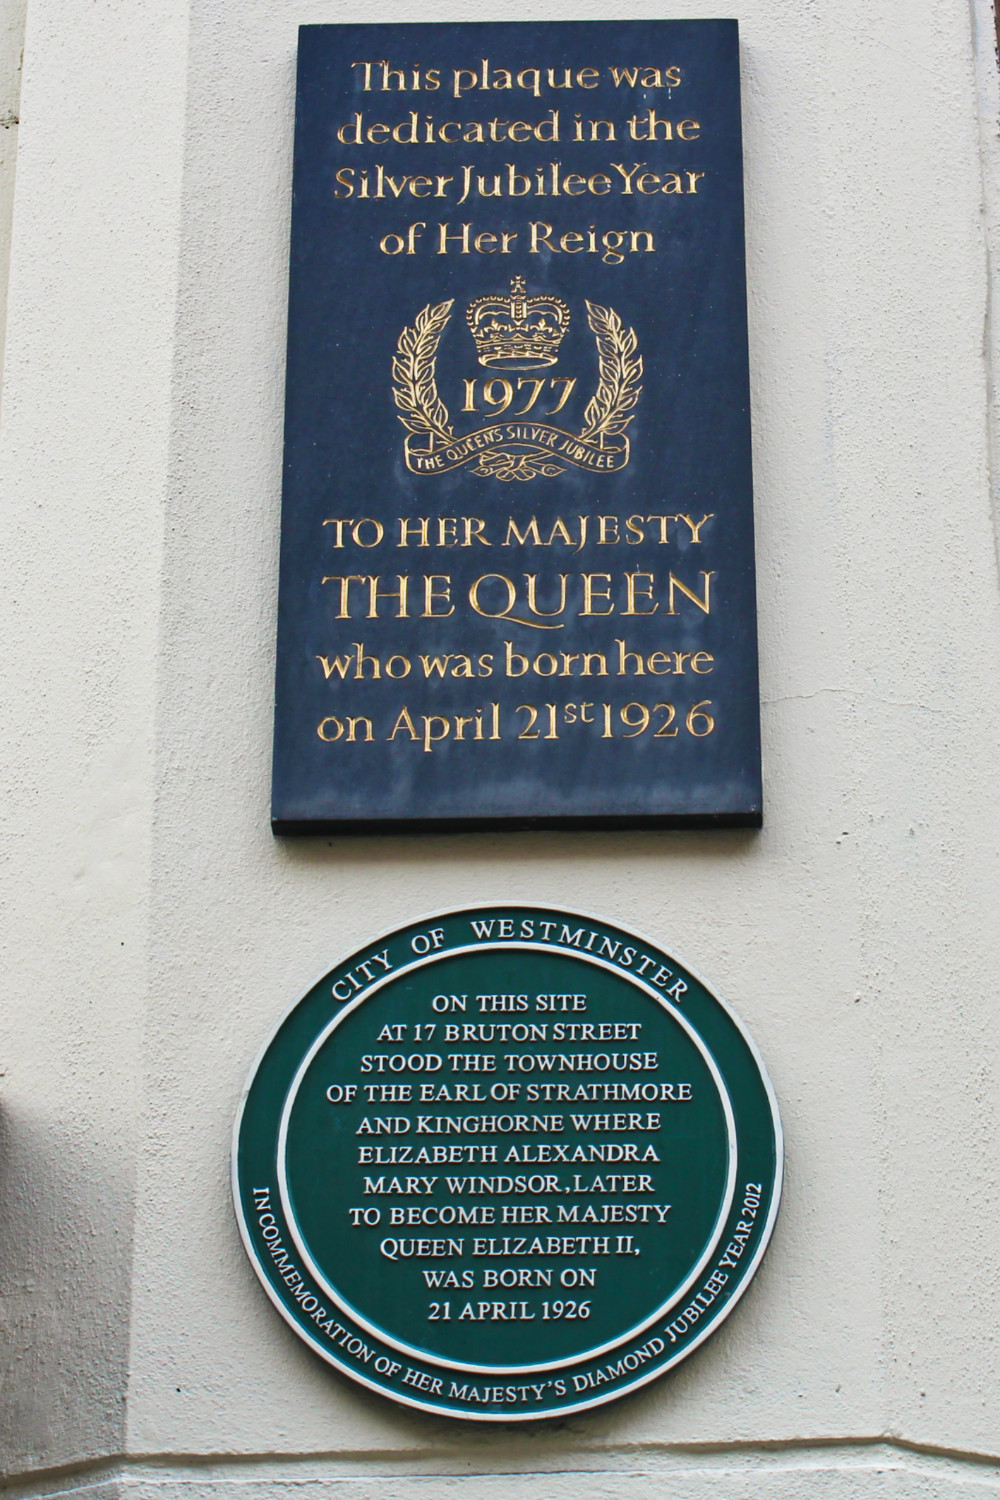 This plaque was
dedicated in the
Silver Jubilee Year
of Her Reign
1977
THE QUEEN'S SILVER JUBILEE
TO HER MAJESTY
THE QUEEN
who was born here
on April 21st 1926
CITY OF WESTMINSTER
ON THIS SITE
AT 17 BRUTON STREET
STOOD THE TOWNHOUSE
OF THE EARL OF STRATHMORE
AND KINGHORNE WHERE
ELIZABETH ALEXANDRA
MARY WINDSOR, LATER
TO BECOME HER MAJESTY
QUEEN ELIZABETH II,
WAS BORN ON
21 APRIL 1926
IN COMMEMORATION OF HER MAJESTY'S DIAMOND JUBILEE YEAR 2012